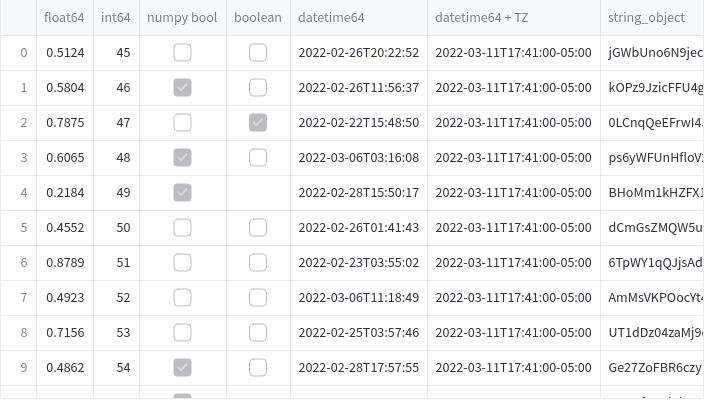 float64 int64 numpy bool boolean datetime64 datetime64 + TZ string_object
0 0.5124 45 2022-02-26T20:22:52 2022-03-11T17:41:00-05:00 jGWbUno6N9jec
1 0.5804 46 2022-02-26T11:56:37 2022-03-11T17:41:00-05:00 kOPz9JzicFFU4g
2 0.7875 47 2022-02-22T15:48:50 2022-03-11T17:41:00-05:00 0LCnqQeEFrwI4.
3 0.6065 48 2022-03-06T03:16:08 2022-03-11T17:41:00-05:00 ps6yWFUnHfloV
4 0.2184 49 2022-02-28T15:50:17 2022-03-11T17:41:00-05:00 BHoMm1kHZFX1
5 0.4552 50 2022-02-26T01:41:43 2022-03-11T17:41:00-05:00 dCmGsZMQW5u
6 0.8789 51 2022-02-23T03:55:02 2022-03-11T17:41:00-05:00 6TpWY1qQJjsAd
7 0.4923 52 2022-03-06T11:18:49 2022-03-11T17:41:00-05:00 AmMsVKPOocYt
8 0.7156 53 2022-02-25T03:57:46 2022-03-11T17:41:00-05:00 UT1dDz04zaMj9
9 0.4862 54 2022-02-28T17:57:55 2022-03-11T17:41:00-05:00 Ge27ZoFBR6czy